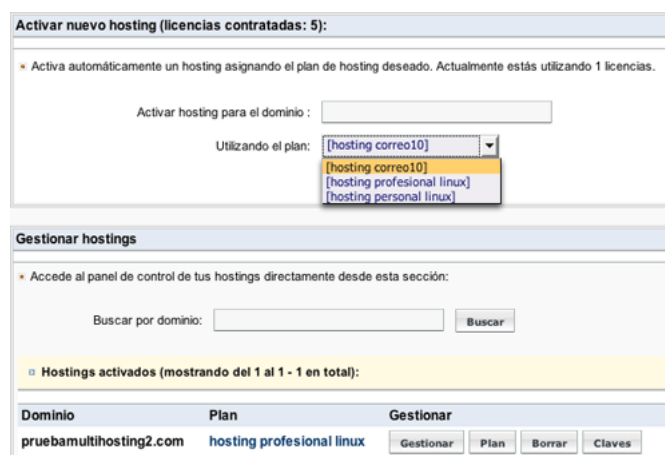 Activar nuevo hosting (licencias contratadas: 5):
Activa automáticamente un hosting asignando el plan de hosting deseado. Actualmente estás utilizando 1 licencias.
Activar hosting para el dominio :
Utilizando el plan: [hosting correo10]
[hosting correo10]
[hosting profesional linux]
[hosting personal linux]
Gestionar hostings
Accede al panel de control de tus hostings directamente desde esta sección:
Buscar por dominio: Buscar
Hostings activados (mostrando del 1 al 1 - 1 en total):
Dominio Plan Gestionar
pruebamultihosting2.com hosting profesional linux Gestionar Plan Borrar Claves